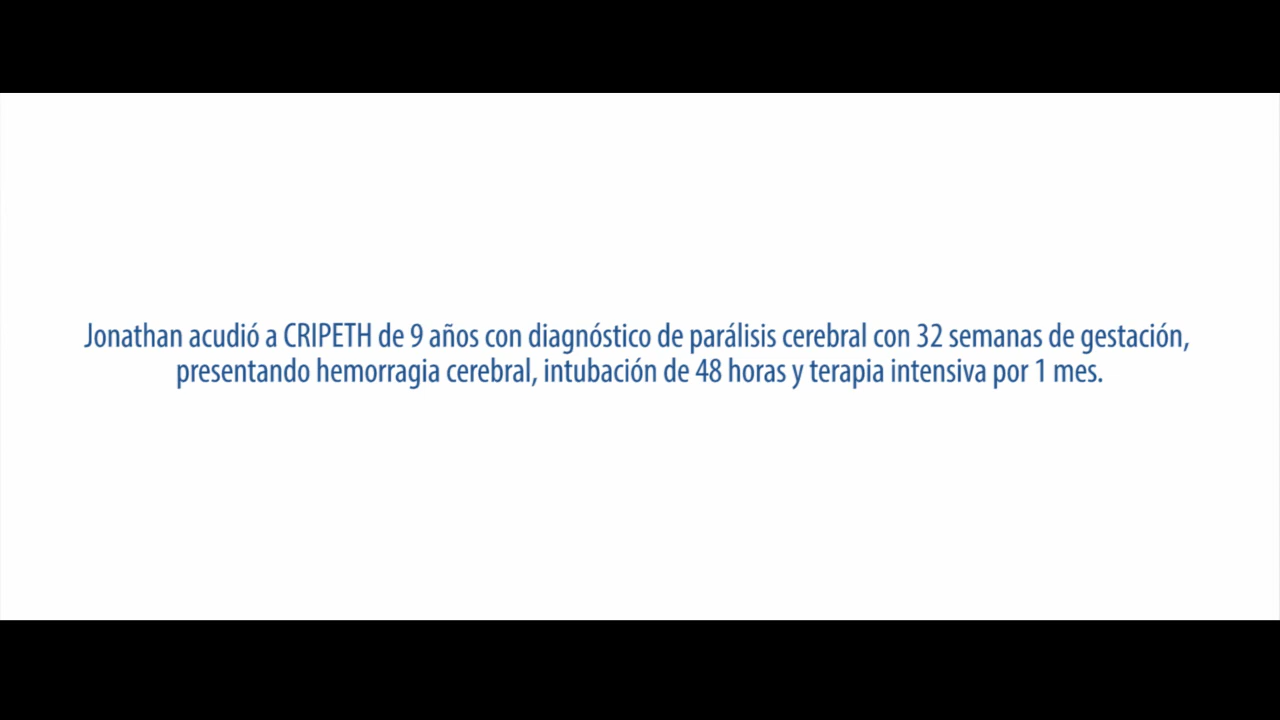 Jonathan acudió a CRIPETH de 9 años con diagnóstico de parálisis cerebral con 32 semanas de gestación,
presentando hemorragia cerebral, intubación de 48 horas y terapia intensiva por 1 mes.